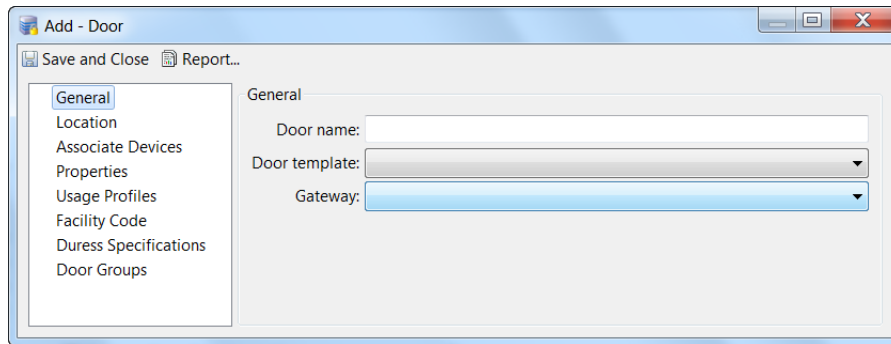 Add - Door
Save and Close Report...
General
Location
Associate Devices
Properties
Usage Profiles
Facility Code
Duress Specifications
Door Groups
General
Door name:
Door template:
Gateway: